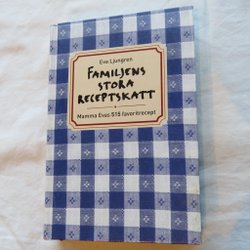 Eva Ljungren
FAMILJENS
STORA
RECEPTSKATT
Mamma Evas 515 favoritrecept